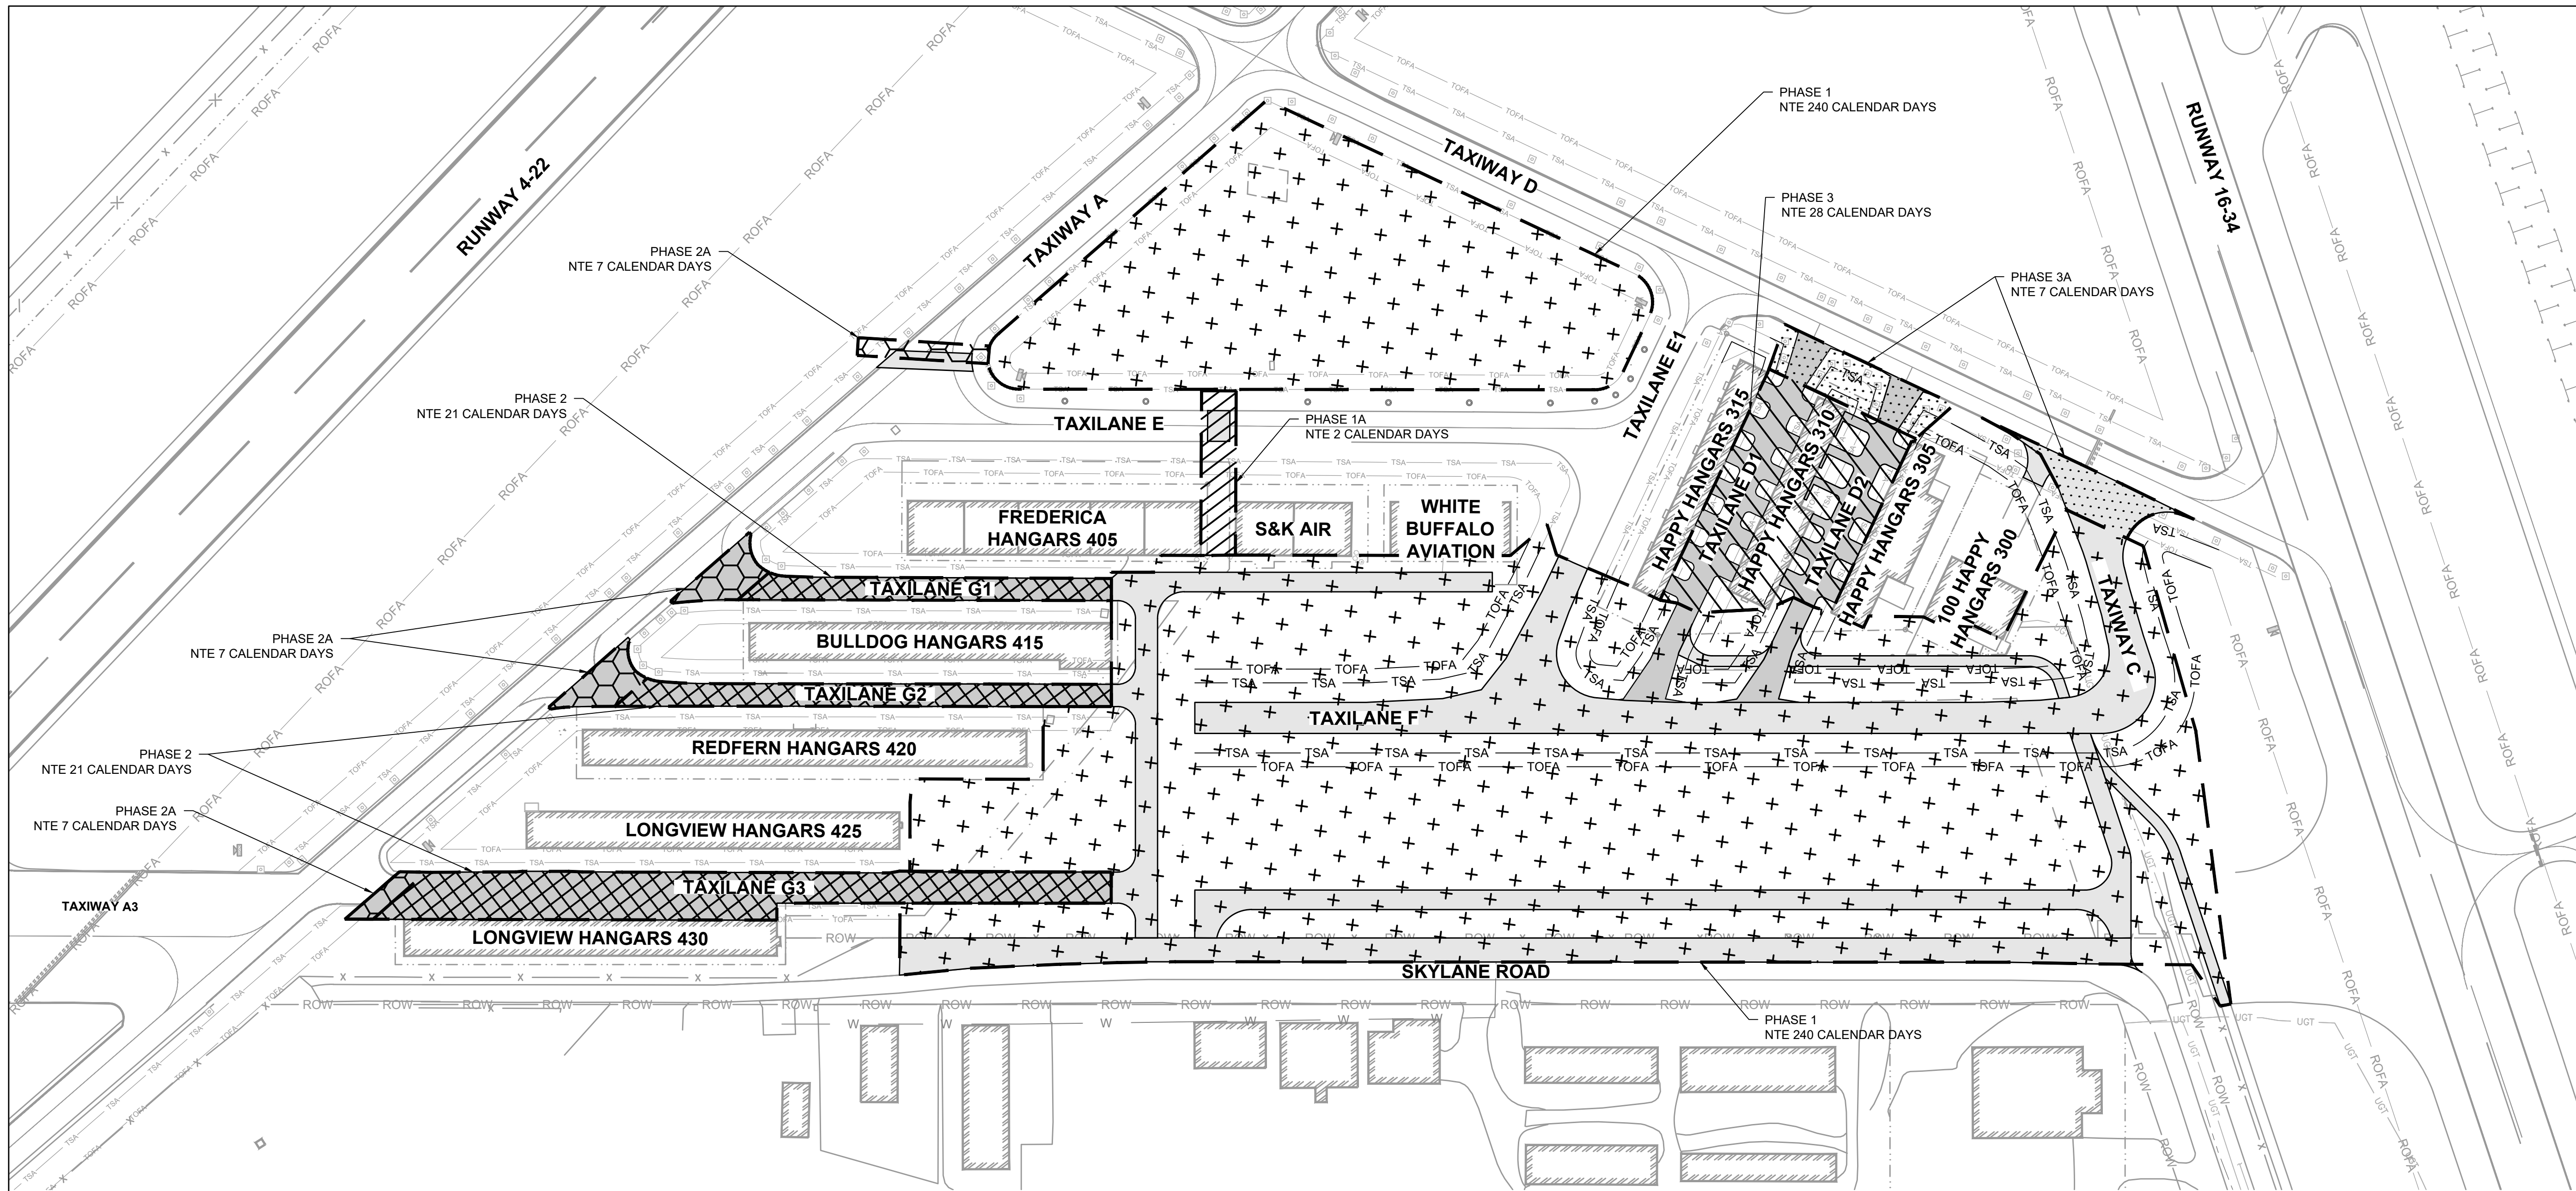 PHASE 1
NTE 240 CALENDAR DAYS
RUNWAY 16-34
RUNWAY 4-22
TAXIWAY D
TAXIWAY A
PHASE 3
NTE 28 CALENDAR DAYS
PHASE 2A
NTE 7 CALENDAR DAYS
PHASE 3A
NTE 7 CALENDAR DAYS
PHASE 2
NTE 21 CALENDAR DAYS
TAXILANE E
TAXILANE E1
PHASE 1A
NTE 2 CALENDAR DAYS
HAPPY HANGARS 315
TAXILANE D1
HAPPY HANGARS 310
TAXILANE D2
HAPPY HANGARS 305
100 HAPPY
HANGARS 300
TAXIWAY C
FREDERICA
HANGARS 405
S&K AIR
WHITE
BUFFALO
AVIATION
TAXILANE G1
BULLDOG HANGARS 415
PHASE 2A
NTE 7 CALENDAR DAYS
TAXILANE G2
TAXILANE F
REDFERN HANGARS 420
PHASE 2
NTE 21 CALENDAR DAYS
PHASE 2A
NTE 7 CALENDAR DAYS
LONGVIEW HANGARS 425
TAXILANE G3
TAXIWAY A3
LONGVIEW HANGARS 430
SKYLANE ROAD
PHASE 1
NTE 240 CALENDAR DAYS
ROFA
TOFA
TSA
ROW
UGT
W
X